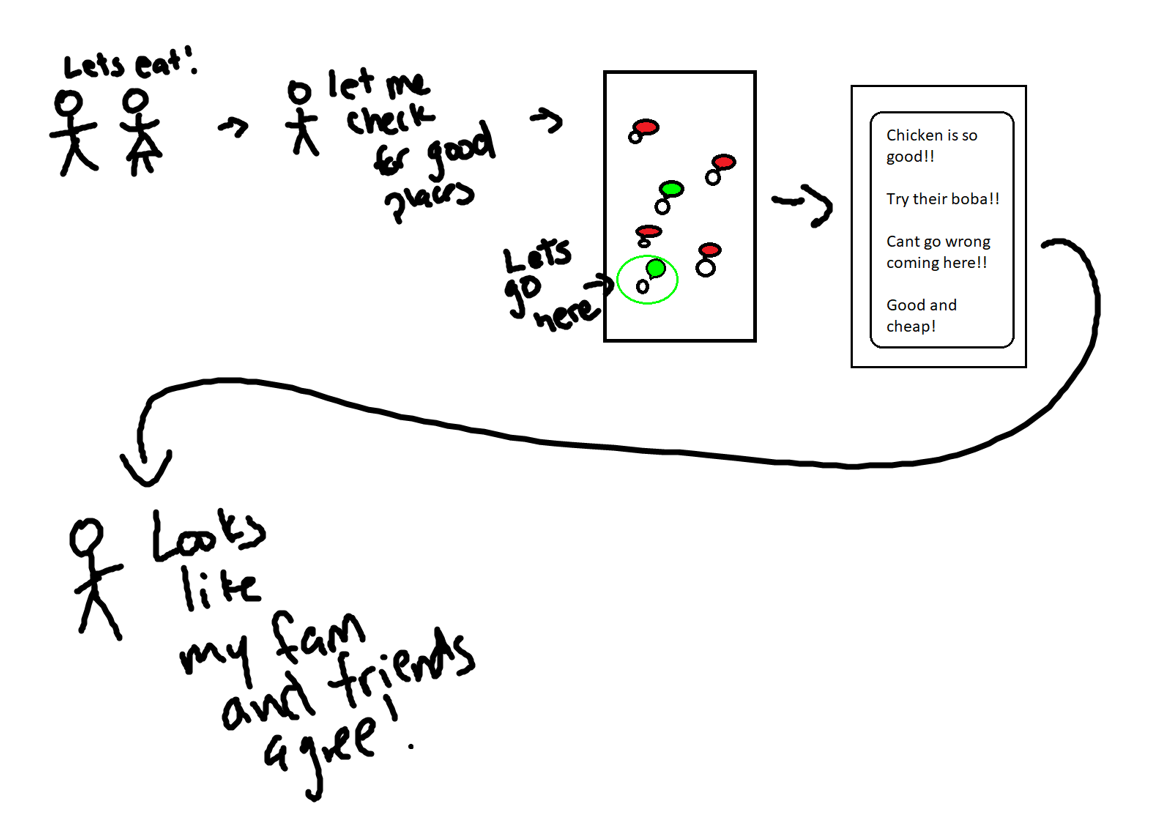 Lets eat!
let me
check
for good
places
Lets
go
here
Chicken is so
good!!
Try their boba!!
Cant go wrong
coming here!!
Good and
cheap!
Looks
like
my fam
and friends
agree!